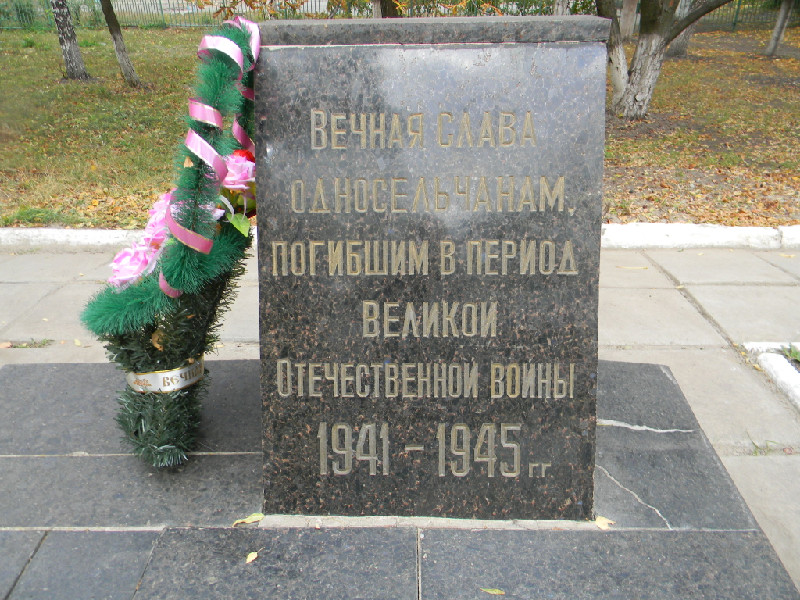 Вечная слава
односельчанам,
погибшим в период
Великой
Отечественной войны
1941-1945 гг